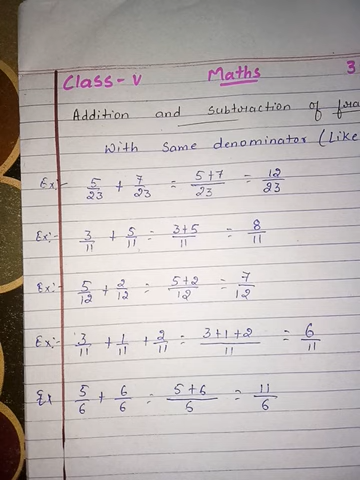 Class - V Maths 3
Addition and Subtraction of
With Same denominator (Like
Ex:- 5/23 + 7/23 = 5+7/23 = 12/23
Ex:- 3/11 + 5/11 = 3+5/11 = 8/11
Ex:- 5/12 + 2/12 = 5+2/12 = 7/12
Ex:- 3/11 + 1/11 + 2/11 = 3+1+2/11 = 6/11
Ex 5/6 + 6/6 = 5+6/6 = 11/6